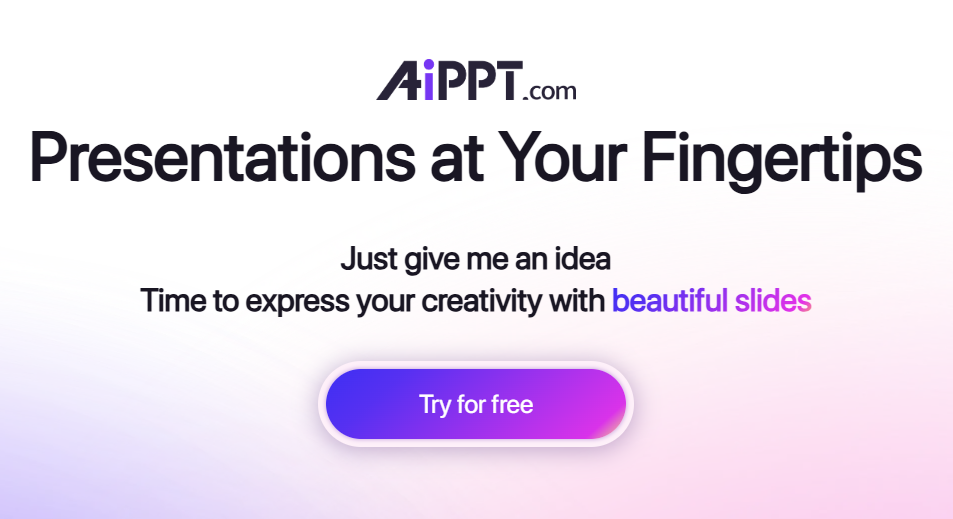 AiPPT.com
Presentations at Your Fingertips
Just give me an idea
Time to express your creativity with beautiful slides
Try for free